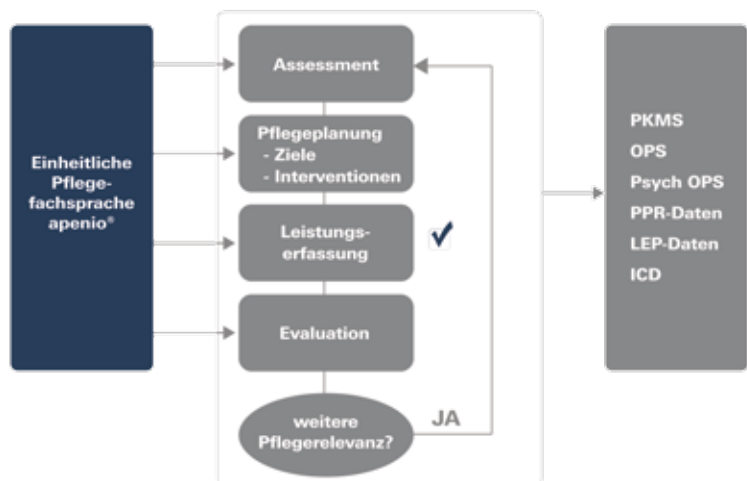 Einheitliche
Pflege-
fachsprache
apenio®
Assessment
Pflegeplanung
- Ziele
- Interventionen
Leistungs-
erfassung
Evaluation
weitere
Pflegerelevanz?
JA
PKMS
OPS
Psych OPS
PPR-Daten
LEP-Daten
ICD